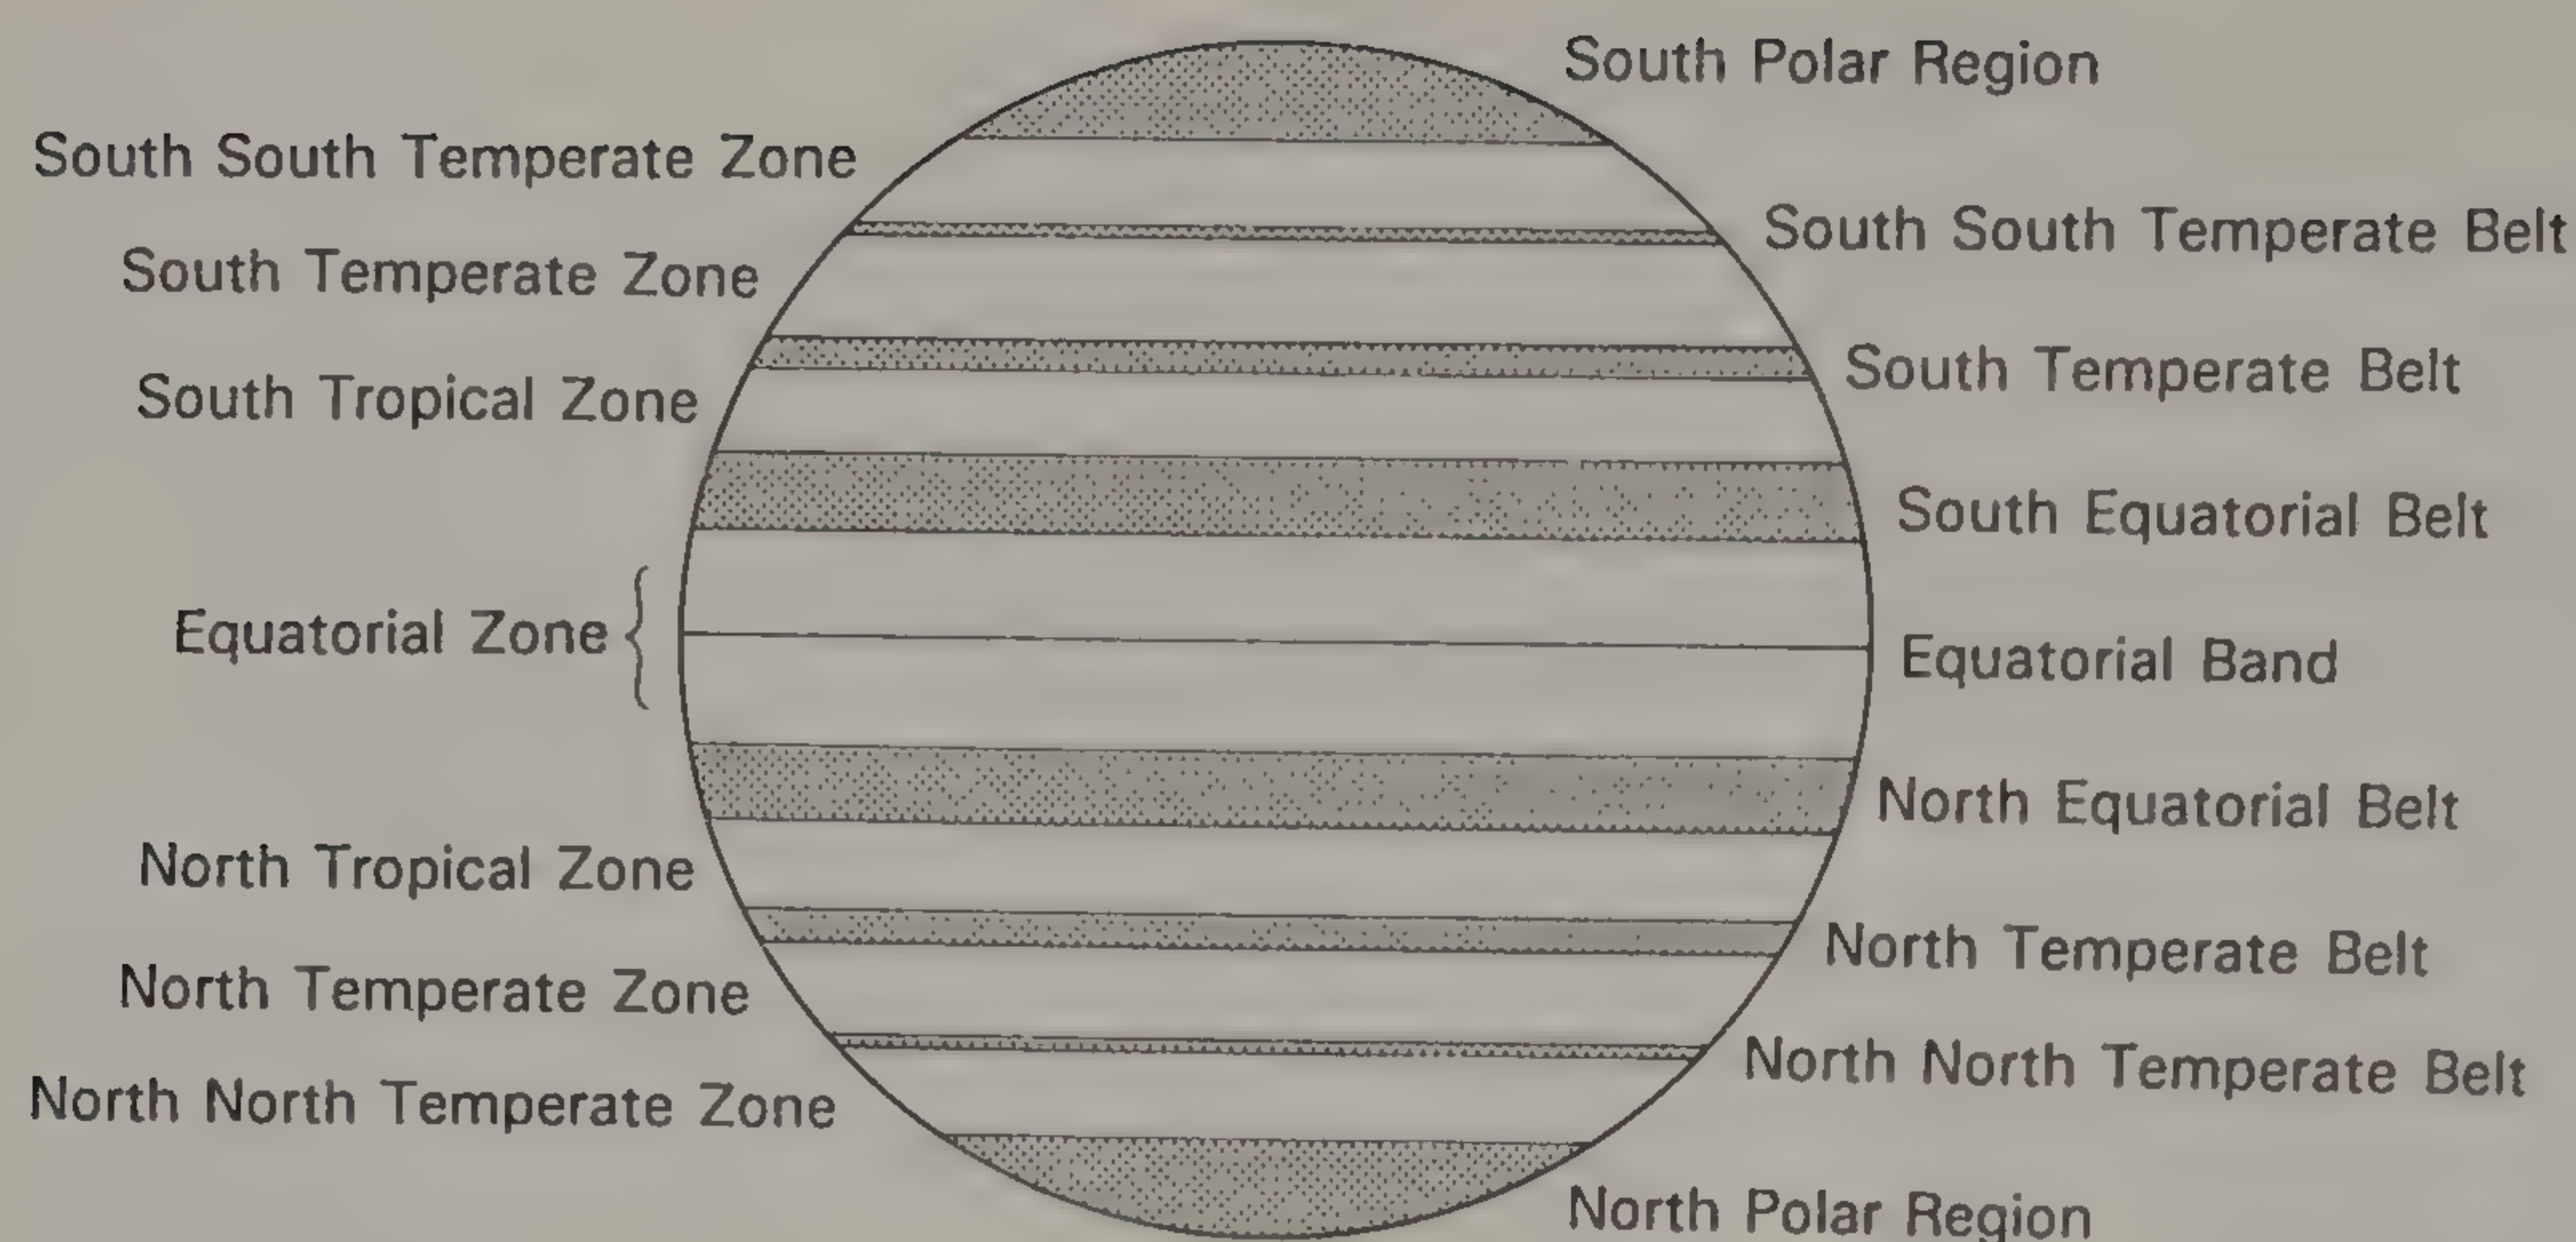 South Polar Region
South South Temperate Zone
South South Temperate Belt
South Temperate Zone
South Temperate Belt
South Tropical Zone
South Equatorial Belt
Equatorial Zone
Equatorial Band
North Equatorial Belt
North Tropical Zone
North Temperate Belt
North Temperate Zone
North North Temperate Belt
North North Temperate Zone
North Polar Region